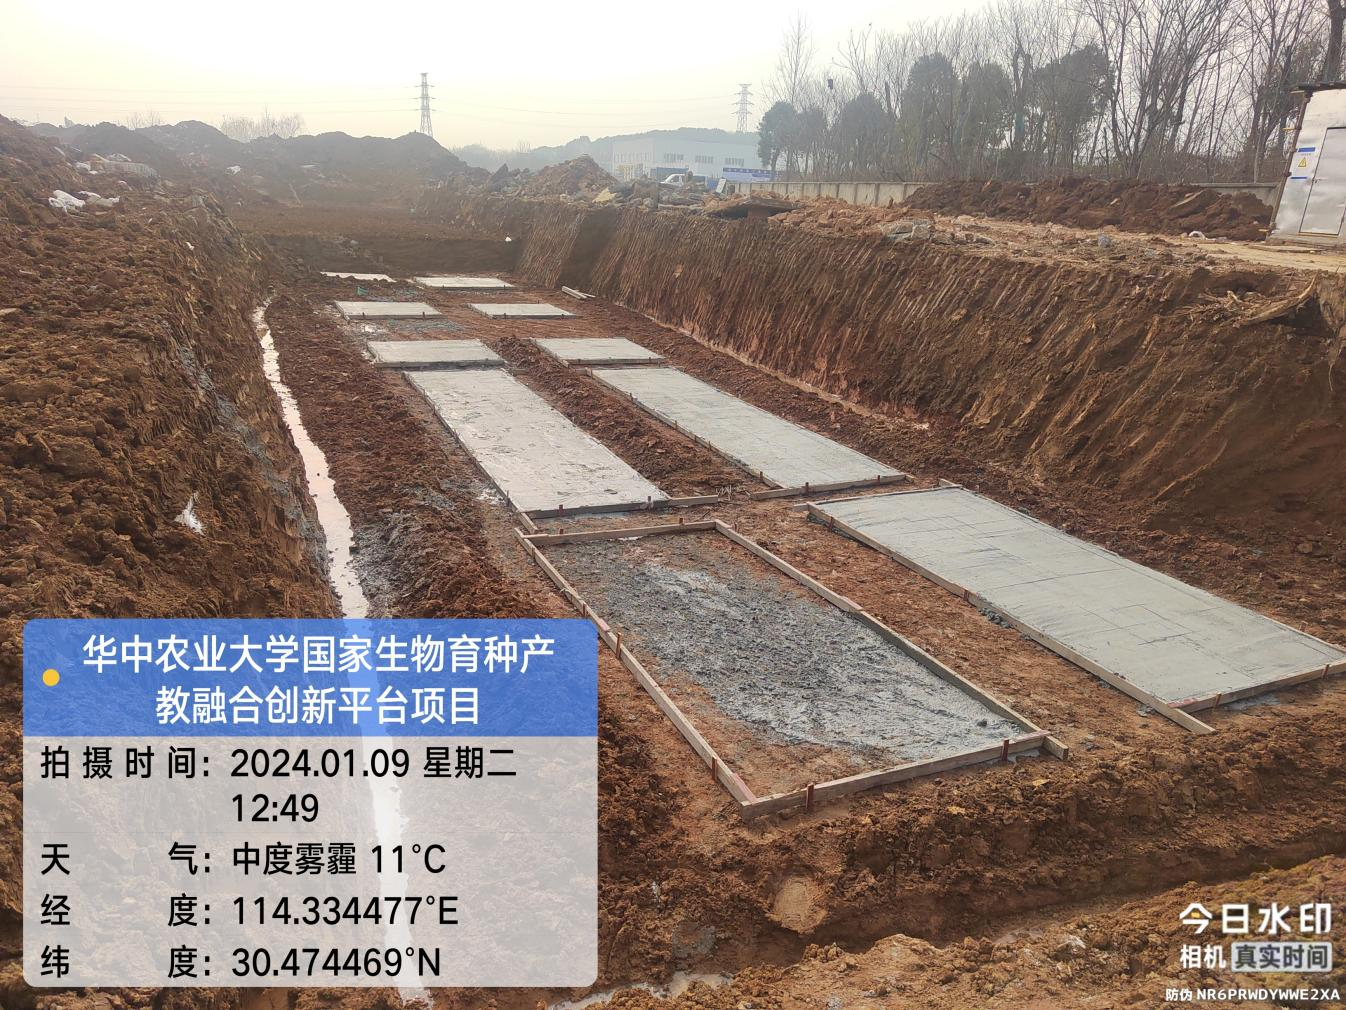 华中农业大学国家生物育种产
教融合创新平台项目
拍摄时间：2024.01.09 星期二
12:49
天气：中度雾霾 11°C
经度：114.334477°E
纬度：30.474469°N
今日水印
相机 真实时间
防伪 NR6PRWDYWWE2XA